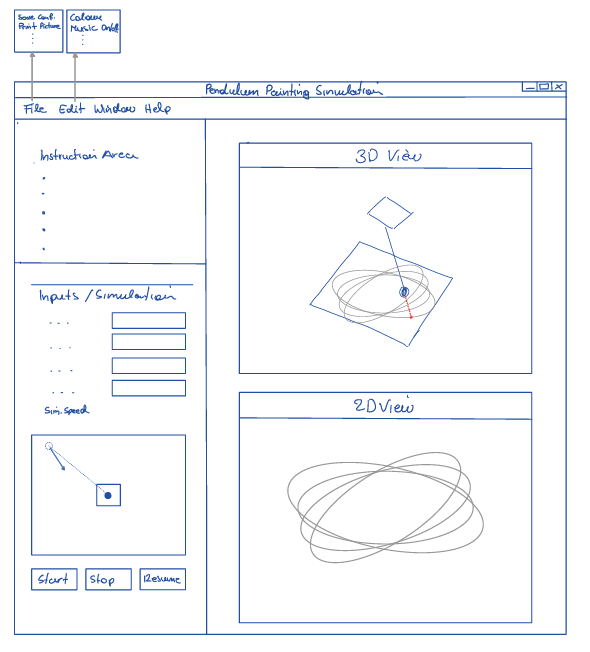 Save Conf.
Print Picture
Colour
Music On/Off
Pendulum Painting Simulation
File Edit Window Help
Instruction Area
3D View
Inputs / Simulation
Sim. Speed
2D View
Start Stop Resume